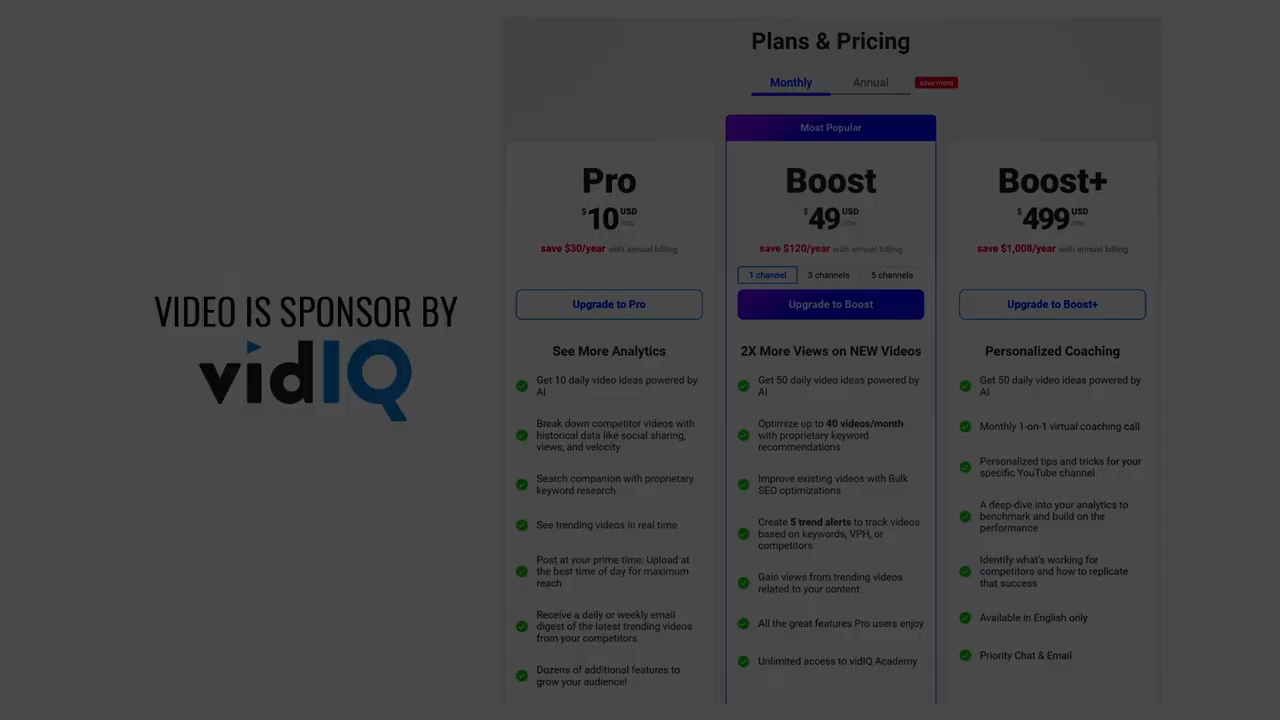 VIDEO IS SPONSOR BY
vidIQ
Plans & Pricing
Monthly
Annual
save more
Most Popular
Pro
$10 USD
/mo
save $30/year with annual billing
Upgrade to Pro
See More Analytics
Get 10 daily video ideas powered by
AI
Break down competitor videos with
historical data like social sharing,
views, and velocity
Search companion with proprietary
keyword research
See trending videos in real time
Post at your prime time: Upload at
the best time of day for maximum
reach
Receive a daily or weekly email
digest of the latest trending videos
from your competitors
Dozens of additional features to
grow your audience!
Boost
$49 USD
/mo
save $120/year with annual billing
1 channel
3 channels
5 channels
Upgrade to Boost
2X More Views on NEW Videos
Get 50 daily video ideas powered by
AI
Optimize up to 40 videos/month
with proprietary keyword
recommendations
Improve existing videos with Bulk
SEO optimizations
Create 5 trend alerts to track videos
based on keywords, VPH, or
competitors
Gain views from trending videos
related to your content
All the great features Pro users enjoy
Unlimited access to vidIQ Academy
Boost+
$499 USD
/mo
save $1,008/year with annual billing
Upgrade to Boost+
Personalized Coaching
Get 50 daily video ideas powered by
AI
Monthly 1-on-1 virtual coaching call
Personalized tips and tricks for your
specific YouTube channel
A deep-dive into your analytics to
benchmark and build on the
performance
Identify what's working for
competitors and how to replicate
that success
Available in English only
Priority Chat & Email